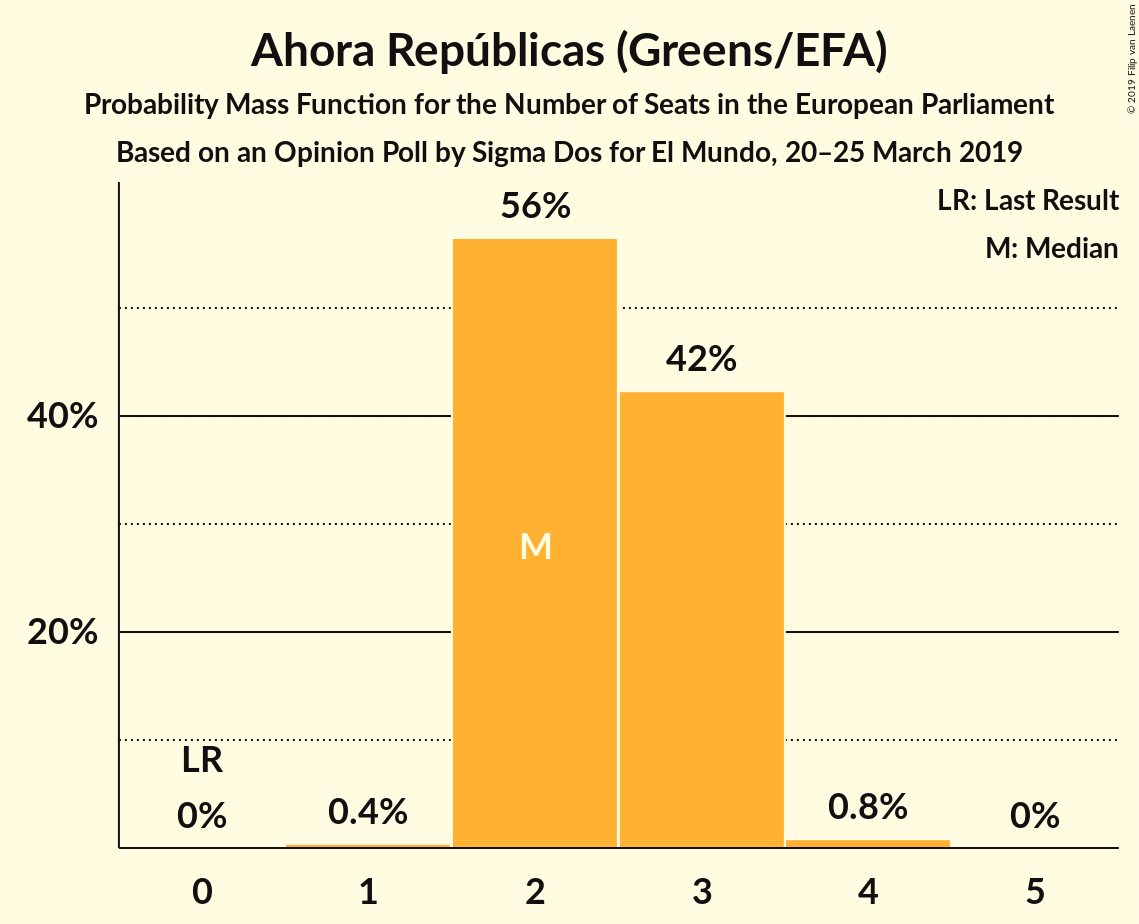 Ahora Repúblicas (Greens/EFA)
Probability Mass Function for the Number of Seats in the European Parliament
Based on an Opinion Poll by Sigma Dos for El Mundo, 20–25 March 2019
© 2019 Filip van Laenen
LR: Last Result
M: Median
56%
42%
40%
M
20%
LR
0%
0.4%
0.8%
0%
0 1 2 3 4 5